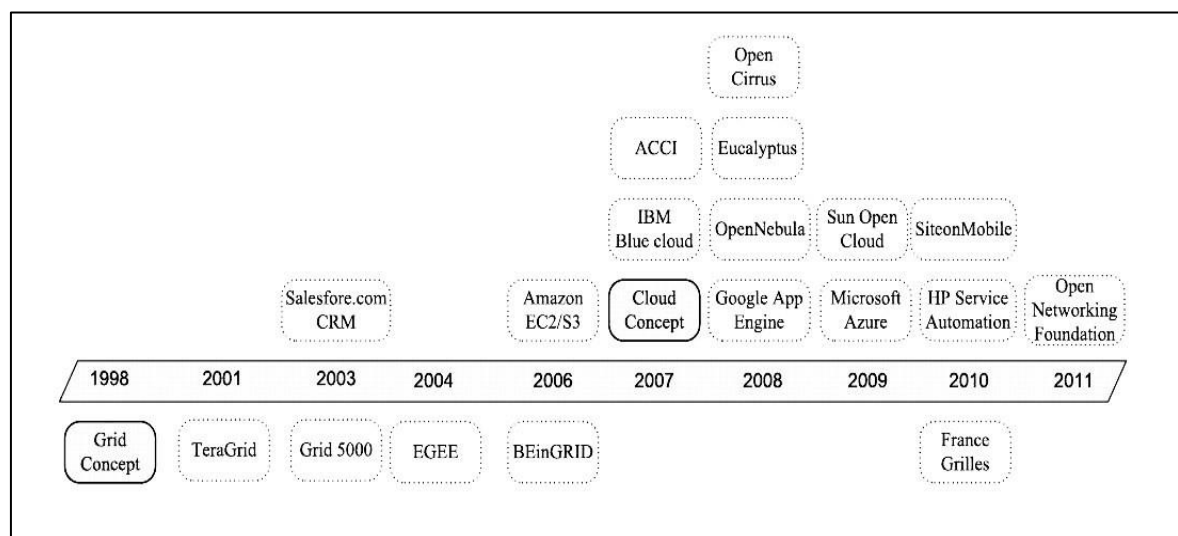 Open
Cirrus
ACCI
Eucalyptus
IBM
Blue cloud
OpenNebula
Sun Open
Cloud
SiteonMobile
Salesfore.com
CRM
Amazon
EC2/S3
Cloud
Concept
Google App
Engine
Microsoft
Azure
HP Service
Automation
Open
Networking
Foundation
1998 2001 2003 2004 2006 2007 2008 2009 2010 2011
Grid
Concept
TeraGrid
Grid 5000
EGEE
BEinGRID
France
Grilles